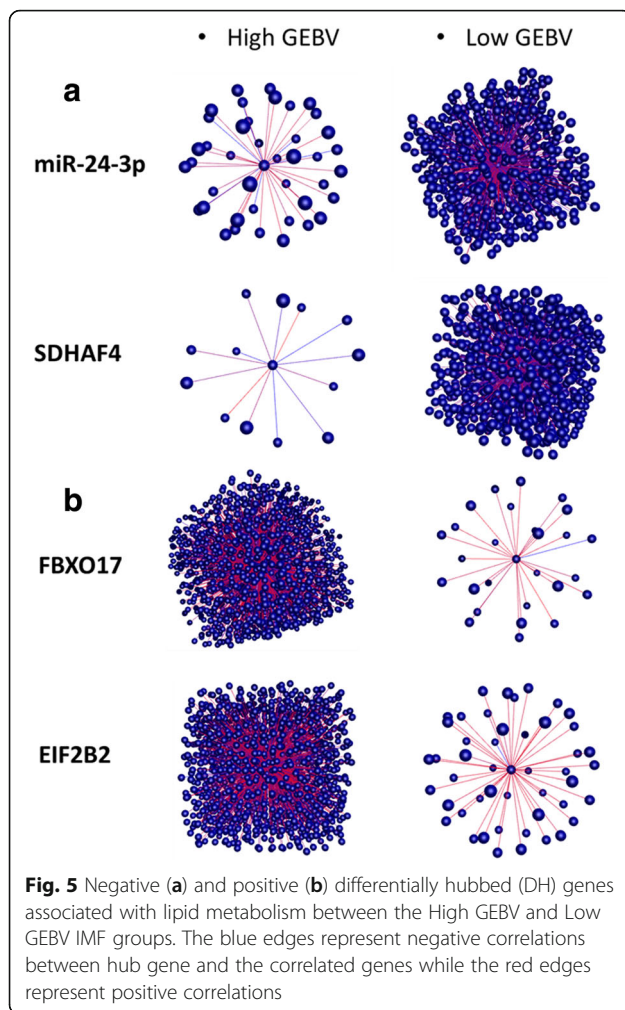 • High GEBV • Low GEBV
a
miR-24-3p
SDHAF4
b
FBXO17
EIF2B2
Fig. 5 Negative (a) and positive (b) differentially hubbed (DH) genes
associated with lipid metabolism between the High GEBV and Low
GEBV IMF groups. The blue edges represent negative correlations
between hub gene and the correlated genes while the red edges
represent positive correlations